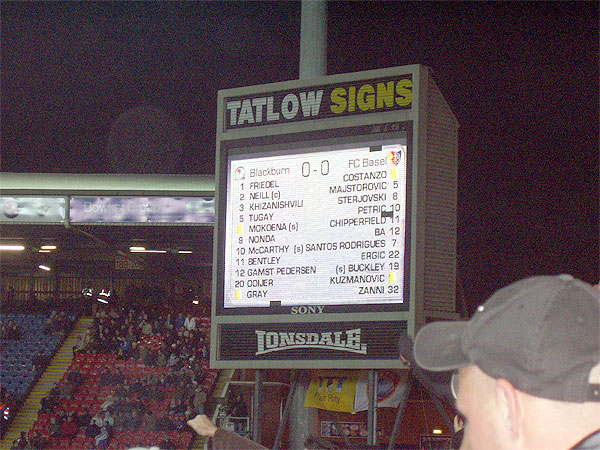 TATLOW SIGNS
Blackburn 0-0 FC Basel
1 FRIEDEL COSTANZO
2 NEILL (c) MAJSTOROVIC 5
3 KHIZANISHVILI STERJOVSKI 6
5 TUGAY PETRIC 10
MOKOENA (s) CHIPPERFIELD 11
9 NONDA BA 12
10 McCARTHY (s) SANTOS RODRIGUES 7
11 BENTLEY ERGIC 22
12 GAMST PEDERSEN (s) BUCKLEY 19
20 OOIJER KUZMANOVIC
GRAY ZANNI 32
SONY
LONSDALE